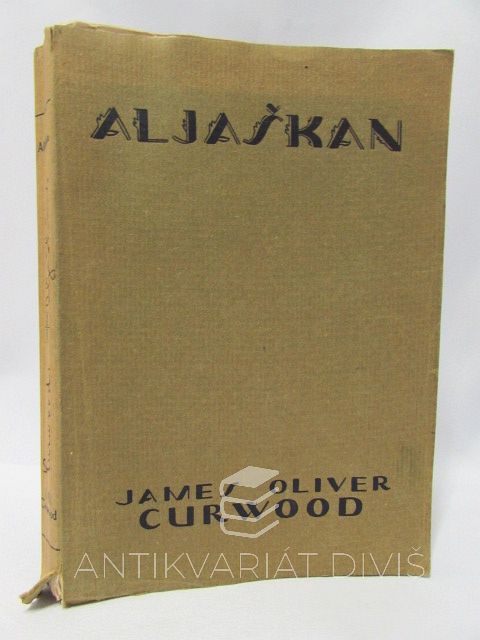 ALJAŠKAN
JAMES OLIVER
CURWOOD
ANTIKVARIÁT DIVIŠ